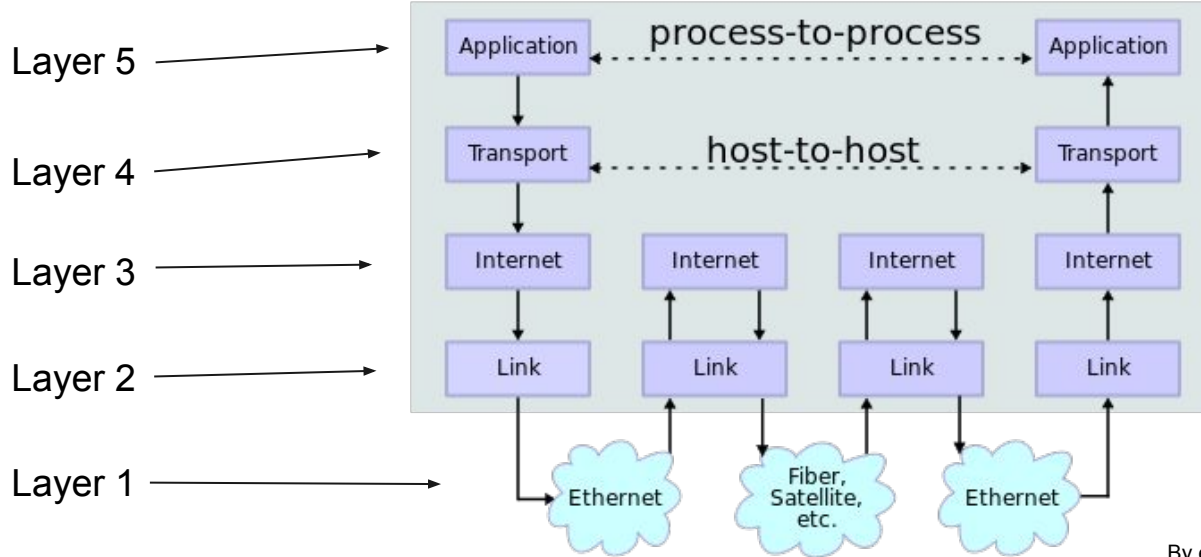 Layer 5
Application
process-to-process
Application
Layer 4
Transport
host-to-host
Transport
Layer 3
Internet
Internet
Internet
Internet
Layer 2
Link
Link
Link
Link
Layer 1
Ethernet
Fiber,
Satellite,
etc.
Ethernet
By